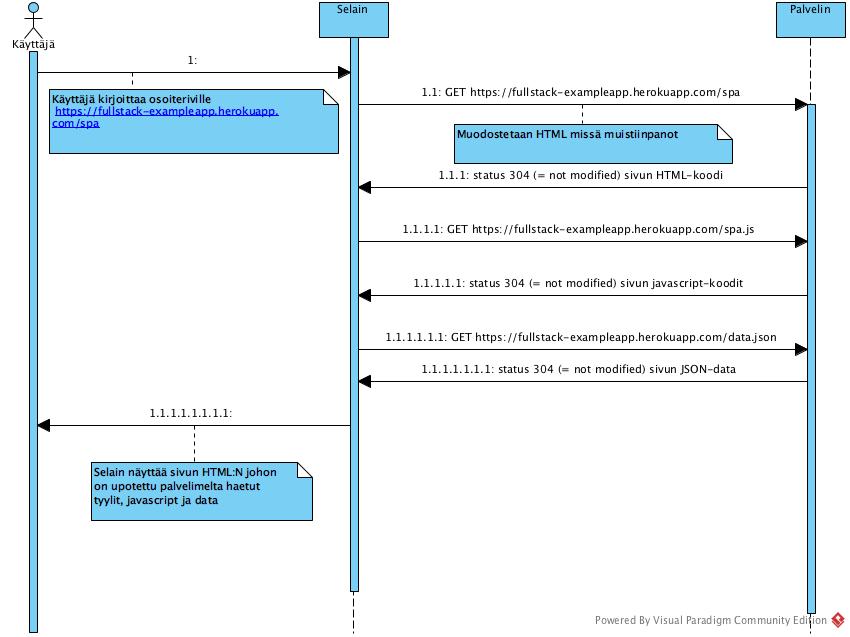 Käyttäjä
Selain
Palvelin
1:
Käyttäjä kirjoittaa osoiteriville
https://fullstack-exampleapp.herokuapp.
com/spa
1.1: GET https://fullstack-exampleapp.herokuapp.com/spa
Muodostetaan HTML missä muistiinpanot
1.1.1: status 304 (= not modified) sivun HTML-koodi
1.1.1.1: GET https://fullstack-exampleapp.herokuapp.com/spa.js
1.1.1.1.1: status 304 (= not modified) sivun javascript-koodit
1.1.1.1.1.1: GET https://fullstack-exampleapp.herokuapp.com/data.json
1.1.1.1.1.1.1: status 304 (= not modified) sivun JSON-data
1.1.1.1.1.1.1.1:
Selain näyttää sivun HTML:N johon
on upotettu palvelimelta haetut
tyylit, javascript ja data
Powered By Visual Paradigm Community Edition